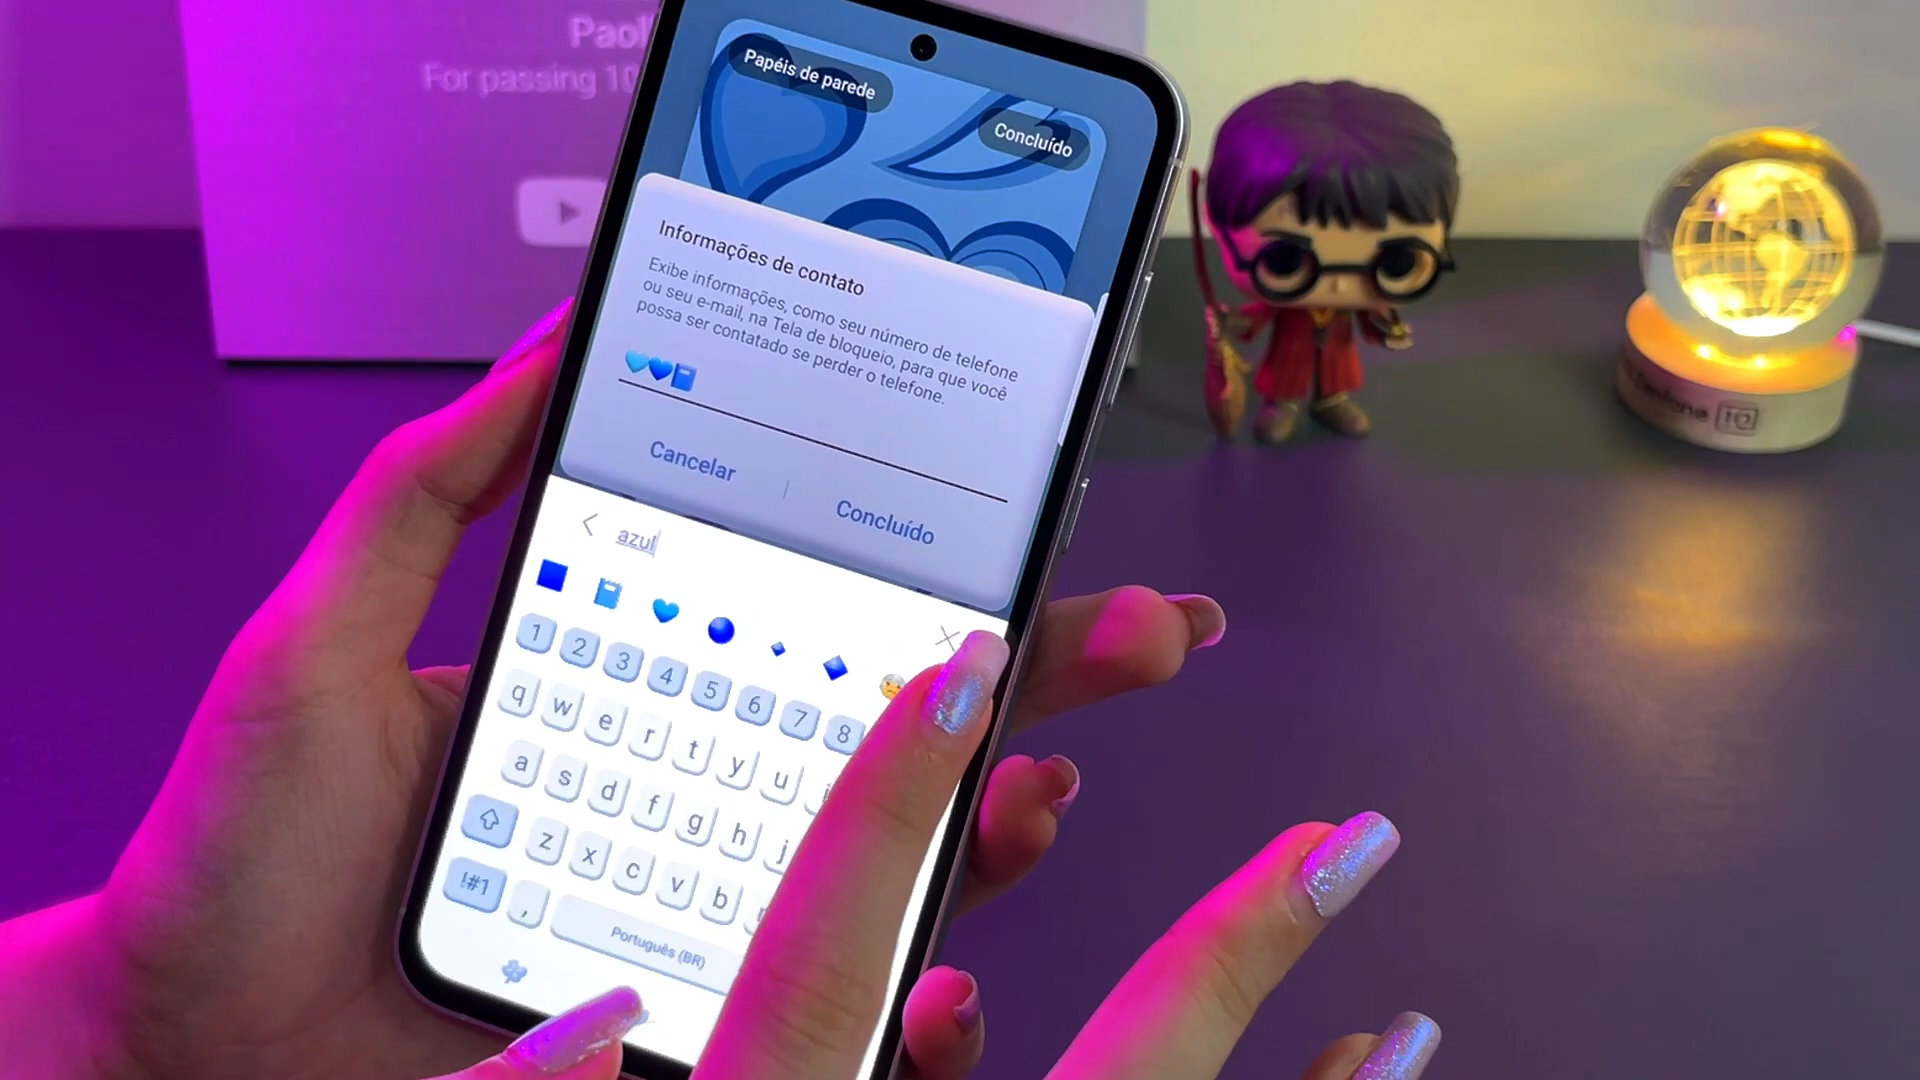 Paol
For passing 10
Papéis de parede
Concluído
Informações de contato
Exibe informações, como seu número de telefone
ou seu e-mail, na Tela de bloqueio, para que você
possa ser contatado se perder o telefone.
Cancelar
Concluído
azul
1 2 3 4 5 6 7 8
q w e r t y u i
a s d f g h j
z x c v b
!#1 ,
Português (BR)